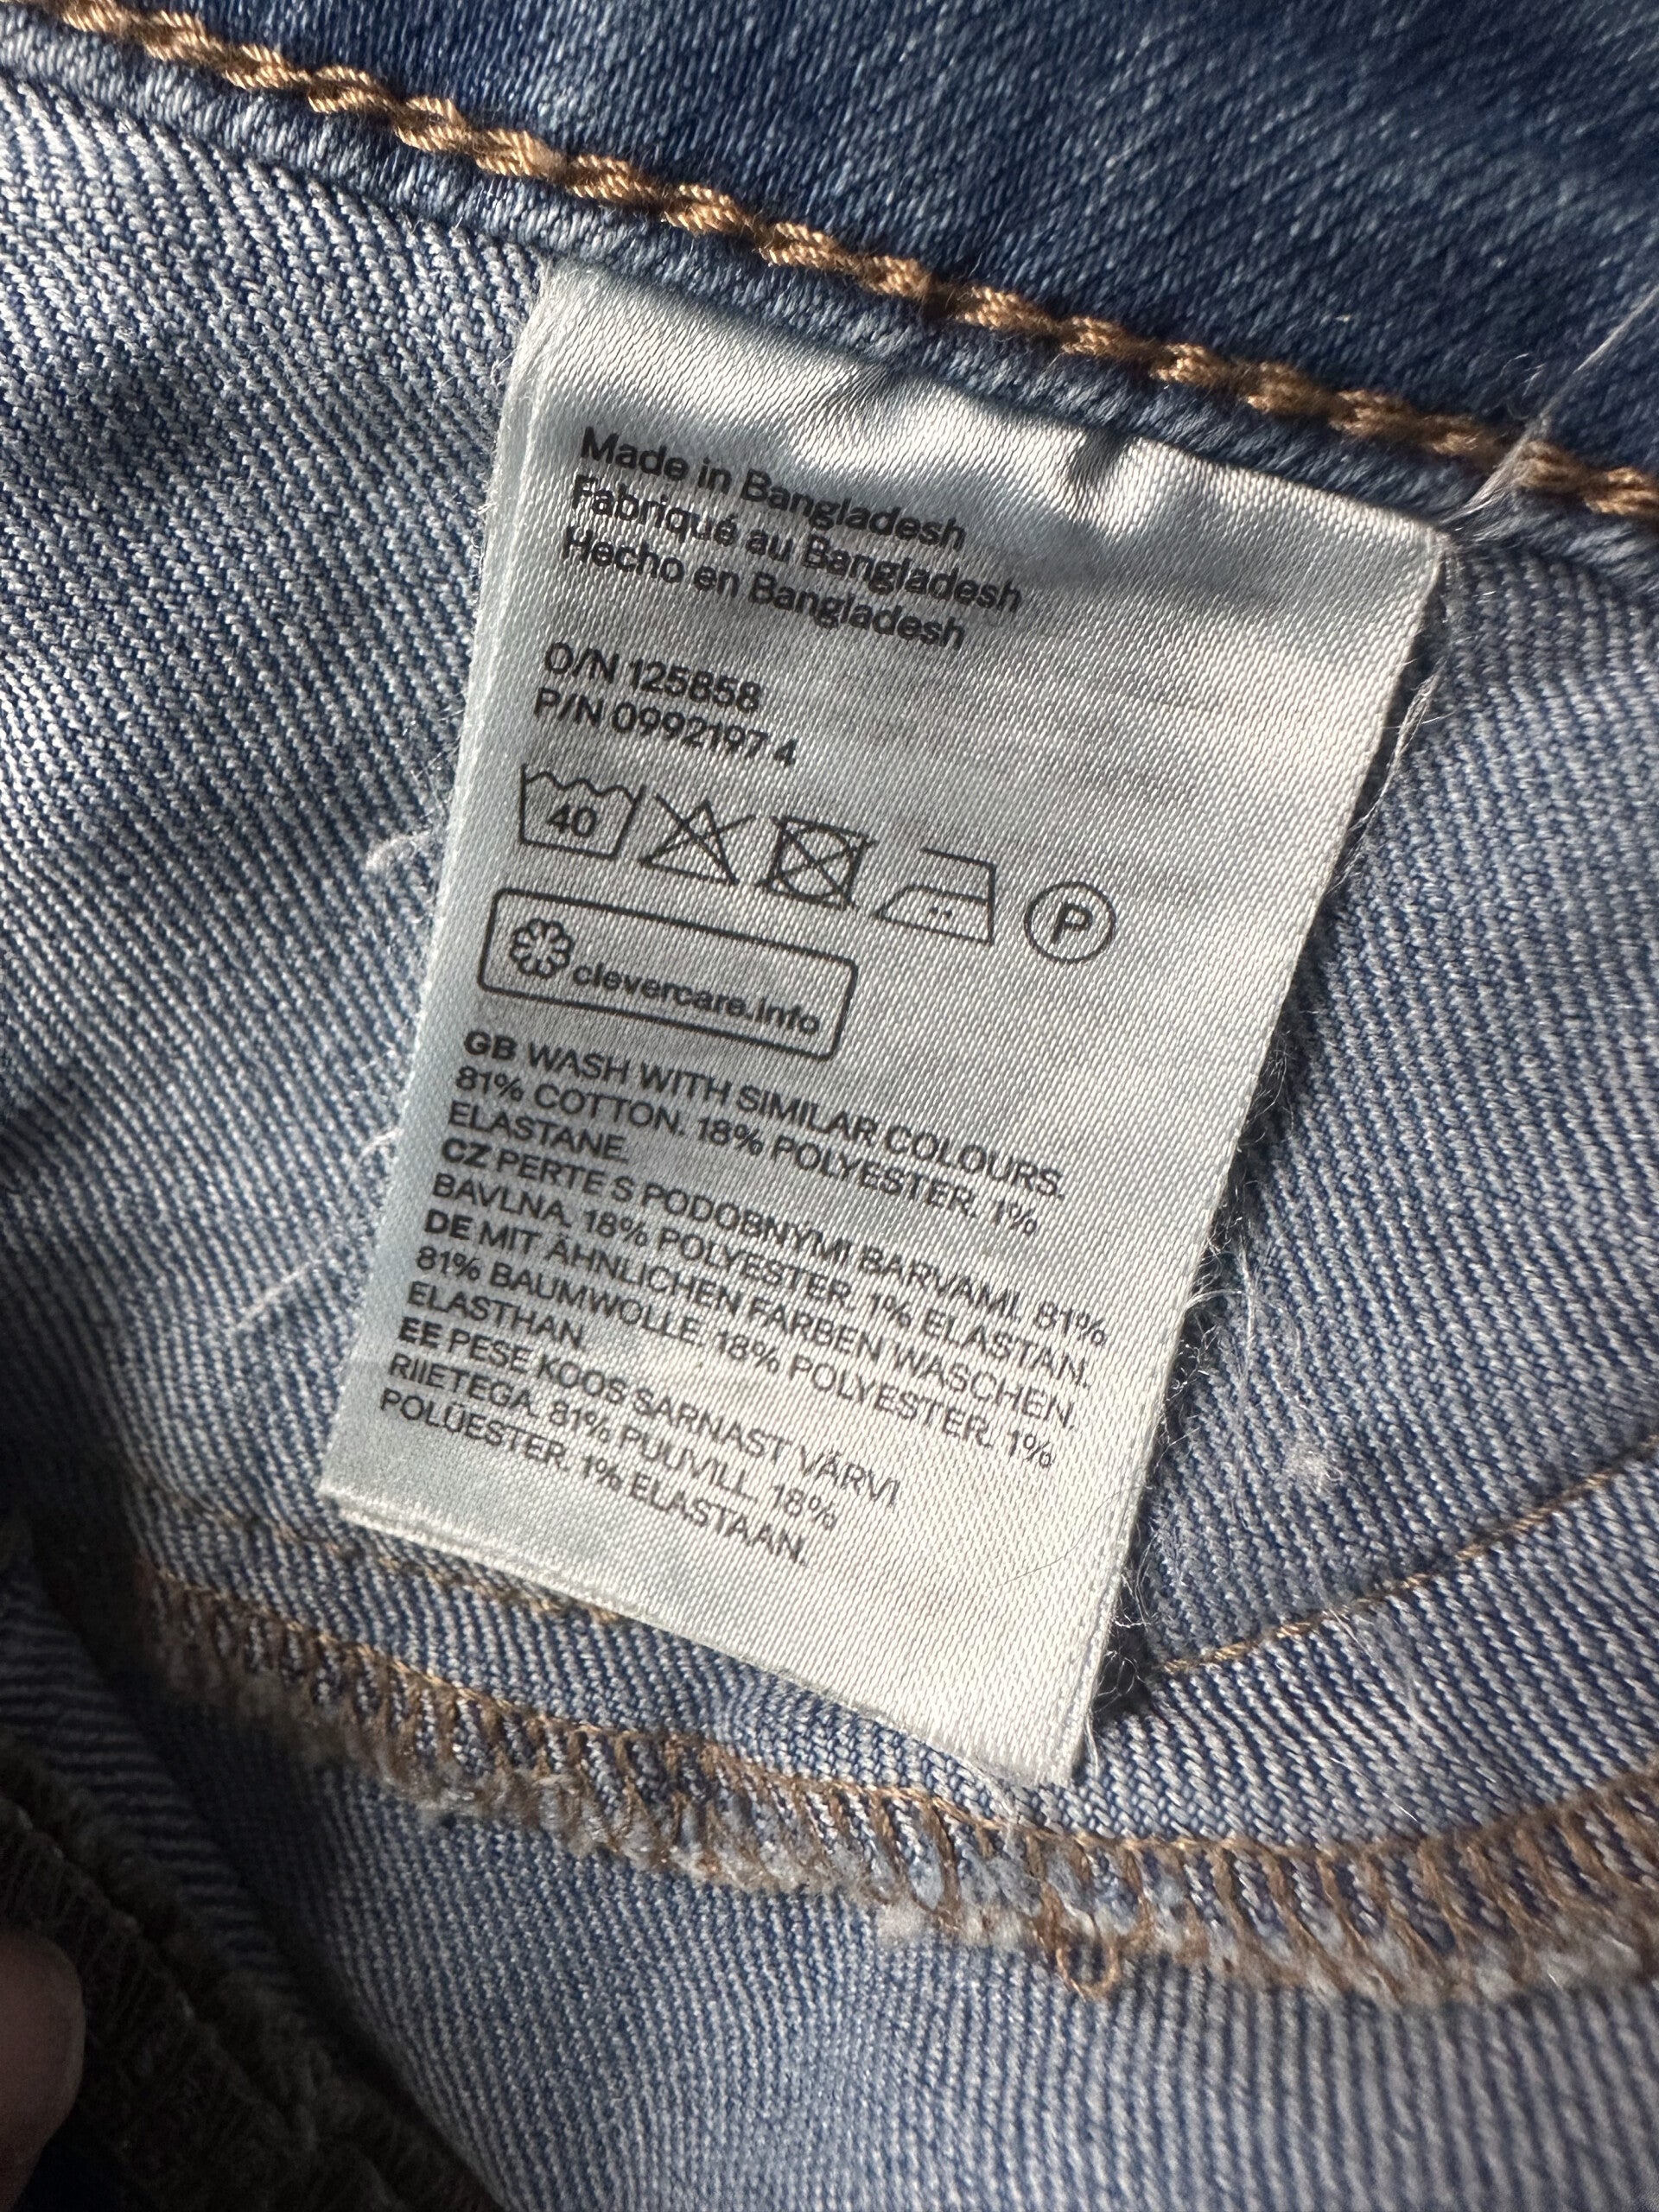 Made in Bangladesh
Fabriqué au Bangladesh
Hecho en Bangladesh
O/N 125858
P/N 0992197 4
40
P
clevercare.info
GB WASH WITH SIMILAR COLOURS.
81% COTTON. 18% POLYESTER. 1%
ELASTANE.
CZ PERTE S PODOBNÝMI BARVAMI. 81%
BAVLNA. 18% POLYESTER. 1% ELASTAN.
DE MIT ÄHNLICHEN FARBEN WASCHEN.
81% BAUMWOLLE. 18% POLYESTER. 1%
ELASTHAN
EE PESE KOOS SARNAST VÄRVI
RIIETEGA. 81% PUUVILL. 18%
POLÜESTER. 1% ELASTAAN.